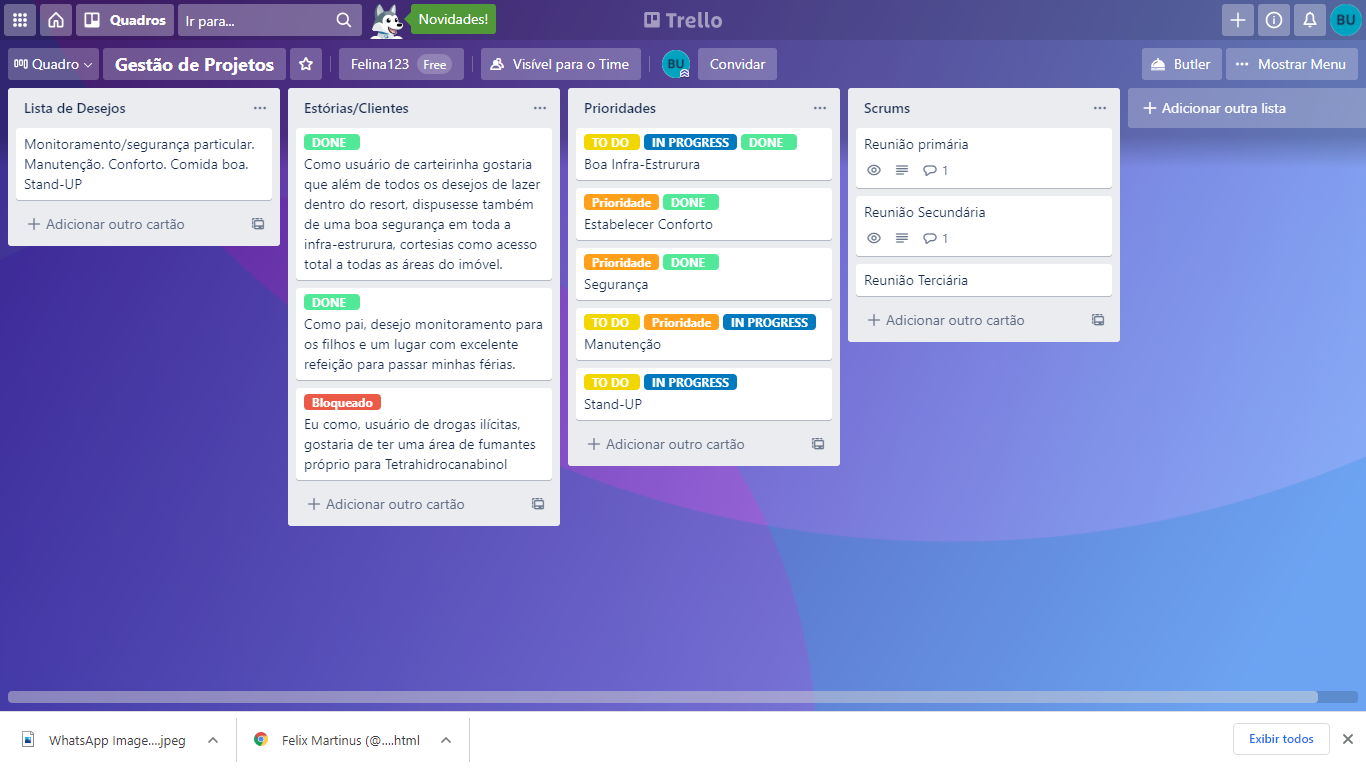 Quadros
Ir para...
Novidades!
Trello
BU
Quadro
Gestão de Projetos
Felina123
Free
Visível para o Time
BU
Convidar
Butler
Mostrar Menu
Lista de Desejos
Monitoramento/segurança particular.
Manutenção. Conforto. Comida boa.
Stand-UP
Adicionar outro cartão
Estórias/Clientes
DONE
Como usuário de carteirinha gostaria
que além de todos os desejos de lazer
dentro do resort, dispusesse também
de uma boa segurança em toda a
infra-estrurura, cortesias como acesso
total a todas as áreas do imóvel.
DONE
Como pai, desejo monitoramento para
os filhos e um lugar com excelente
refeição para passar minhas férias.
Bloqueado
Eu como, usuário de drogas ilícitas,
gostaria de ter uma área de fumantes
próprio para Tetrahidrocanabinol
Adicionar outro cartão
Prioridades
TO DO IN PROGRESS DONE
Boa Infra-Estrurura
Prioridade DONE
Estabelecer Conforto
Prioridade DONE
Segurança
TO DO Prioridade IN PROGRESS
Manutenção
TO DO IN PROGRESS
Stand-UP
Adicionar outro cartão
Scrums
Reunião primária
1
Reunião Secundária
1
Reunião Terciária
Adicionar outro cartão
Adicionar outra lista
WhatsApp Image....jpeg
Felix Martinus (@....html
Exibir todos